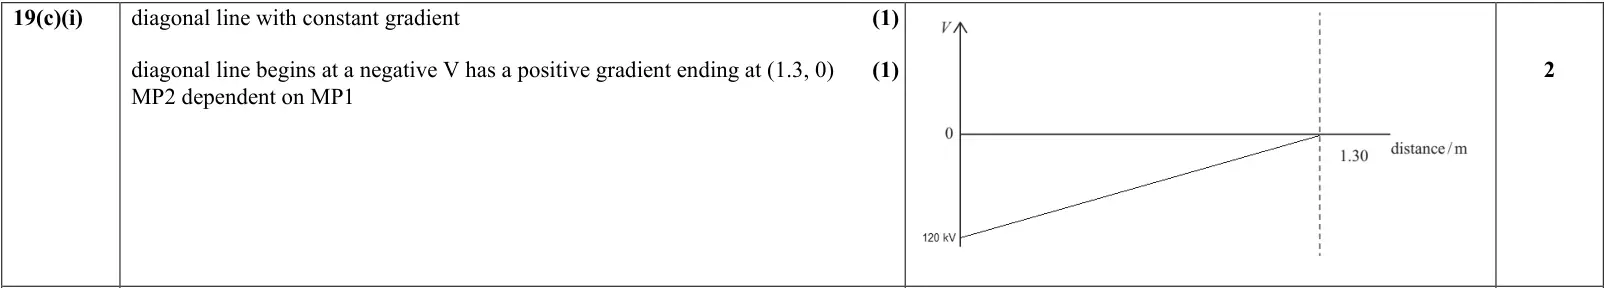 19(c)(i)
diagonal line with constant gradient (1)
diagonal line begins at a negative V has a positive gradient ending at (1.3, 0) (1)
MP2 dependent on MP1
V
0
1.30
distance/m
120 kV
2